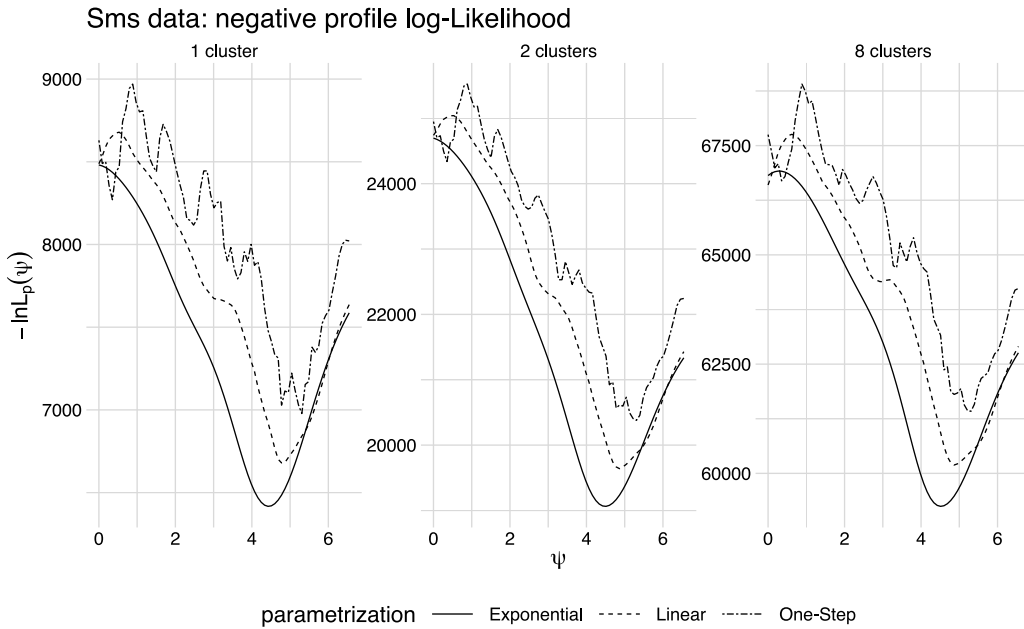 Sms data: negative profile log-Likelihood
1 cluster
2 clusters
8 clusters
9000
8000
7000
24000
22000
20000
67500
65000
62500
60000
− lnLp(ψ)
0 2 4 6
0 2 4 6
0 2 4 6
ψ
parametrization Exponential Linear One-Step